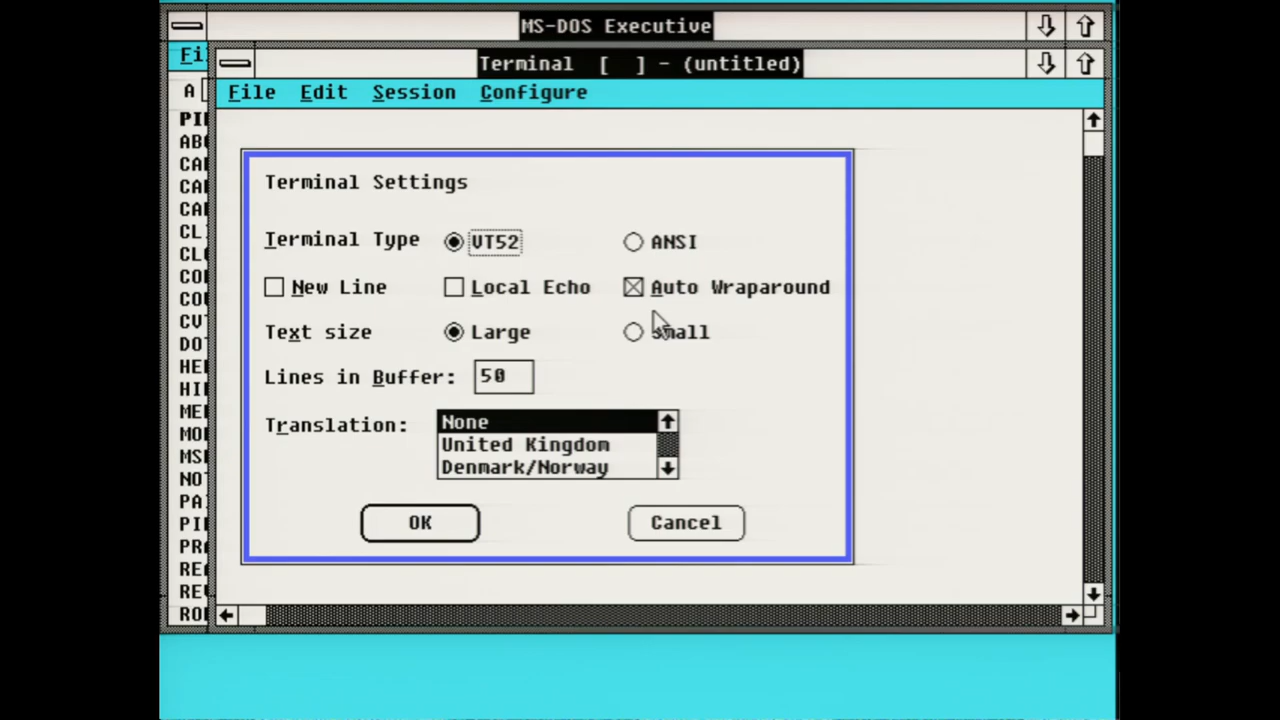 MS-DOS Executive
Terminal [ ] - (untitled)
File Edit Session Configure
A
Terminal Settings
Terminal Type VT52 ANSI
New Line Local Echo Auto Wraparound
Text size Large Small
Lines in Buffer: 50
Translation: None
United Kingdom
Denmark/Norway
OK Cancel